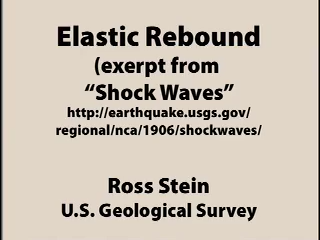 Elastic Rebound
(exerpt from
“Shock Waves”
http://earthquake.usgs.gov/
regional/nca/1906/shockwaves/
Ross Stein
U.S. Geological Survey